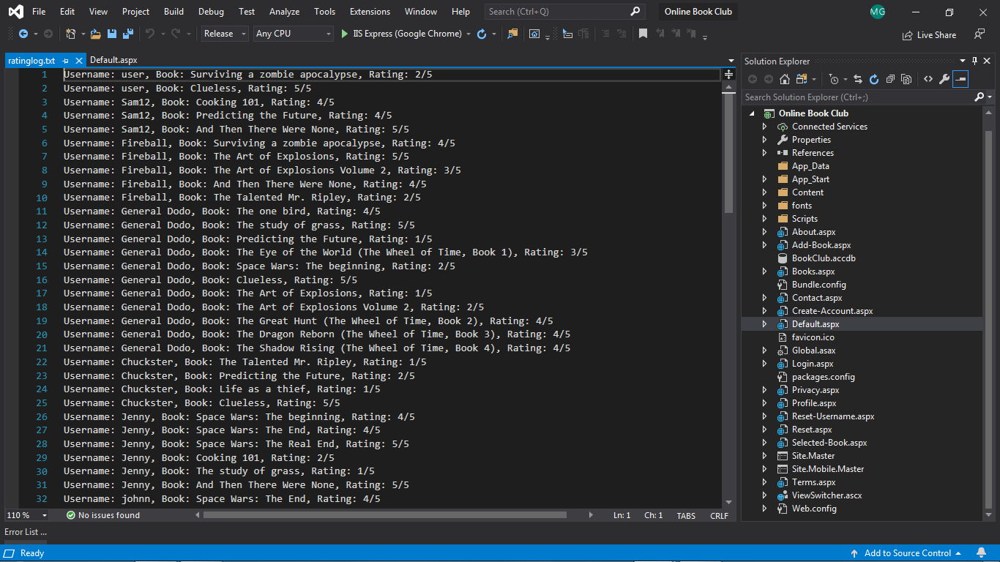 File Edit View Project Build Debug Test Analyze Tools Extensions Window Help Search (Ctrl+Q) Online Book Club MG
Release Any CPU IIS Express (Google Chrome) Live Share
ratinglog.txt Default.aspx
1 Username: user, Book: Surviving a zombie apocalypse, Rating: 2/5
2 Username: user, Book: Clueless, Rating: 5/5
3 Username: Sam12, Book: Cooking 101, Rating: 4/5
4 Username: Sam12, Book: Predicting the Future, Rating: 4/5
5 Username: Sam12, Book: And Then There Were None, Rating: 5/5
6 Username: Fireball, Book: Surviving a zombie apocalypse, Rating: 4/5
7 Username: Fireball, Book: The Art of Explosions, Rating: 5/5
8 Username: Fireball, Book: The Art of Explosions Volume 2, Rating: 3/5
9 Username: Fireball, Book: And Then There Were None, Rating: 4/5
10 Username: Fireball, Book: The Talented Mr. Ripley, Rating: 2/5
11 Username: General Dodo, Book: The one bird, Rating: 4/5
12 Username: General Dodo, Book: The study of grass, Rating: 5/5
13 Username: General Dodo, Book: Predicting the Future, Rating: 1/5
14 Username: General Dodo, Book: The Eye of the World (The Wheel of Time, Book 1), Rating: 3/5
15 Username: General Dodo, Book: Space Wars: The beginning, Rating: 2/5
16 Username: General Dodo, Book: Clueless, Rating: 5/5
17 Username: General Dodo, Book: The Art of Explosions, Rating: 1/5
18 Username: General Dodo, Book: The Art of Explosions Volume 2, Rating: 2/5
19 Username: General Dodo, Book: The Great Hunt (The Wheel of Time, Book 2), Rating: 4/5
20 Username: General Dodo, Book: The Dragon Reborn (The Wheel of Time, Book 3), Rating: 4/5
21 Username: General Dodo, Book: The Shadow Rising (The Wheel of Time, Book 4), Rating: 4/5
22 Username: Chuckster, Book: The Talented Mr. Ripley, Rating: 1/5
23 Username: Chuckster, Book: Predicting the Future, Rating: 2/5
24 Username: Chuckster, Book: Life as a thief, Rating: 1/5
25 Username: Chuckster, Book: Clueless, Rating: 5/5
26 Username: Jenny, Book: Space Wars: The beginning, Rating: 4/5
27 Username: Jenny, Book: Space Wars: The End, Rating: 4/5
28 Username: Jenny, Book: Space Wars: The Real End, Rating: 5/5
29 Username: Jenny, Book: Cooking 101, Rating: 2/5
30 Username: Jenny, Book: The study of grass, Rating: 1/5
31 Username: Jenny, Book: And Then There Were None, Rating: 5/5
32 Username: johnn, Book: Space Wars: The End, Rating: 4/5
110 % No issues found Ln: 1 Ch: 1 TABS CRLF
Solution Explorer
Search Solution Explorer (Ctrl+;)
Online Book Club
Connected Services
Properties
References
App_Data
App_Start
Content
fonts
Scripts
About.aspx
Add-Book.aspx
BookClub.accdb
Books.aspx
Bundle.config
Contact.aspx
Create-Account.aspx
Default.aspx
favicon.ico
Global.asax
Login.aspx
packages.config
Privacy.aspx
Profile.aspx
Reset-Username.aspx
Reset.aspx
Selected-Book.aspx
Site.Master
Site.Mobile.Master
Terms.aspx
ViewSwitcher.ascx
Web.config
Error List ...
Ready Add to Source Control